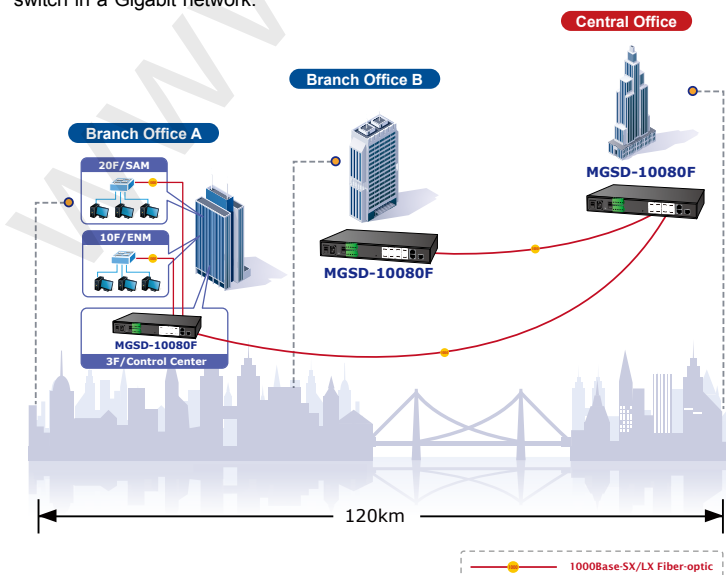 switch in a Gigabit network.
Central Office
Branch Office B
Branch Office A
20F/SAM
MGSD-10080F
10F/ENM
MGSD-10080F
MGSD-10080F
3F/Control Center
120km
1000Base-SX/LX Fiber-optic